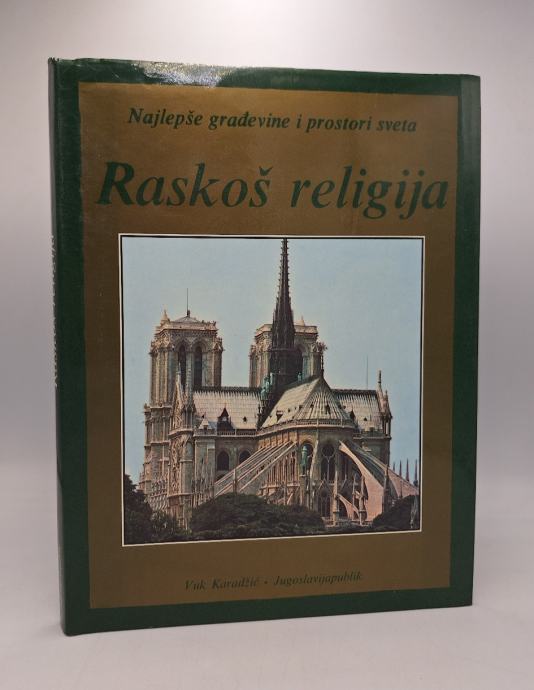 Najlepše građevine i prostori sveta
Raskoš religija
Vuk Karadžić • Jugoslavijapublik